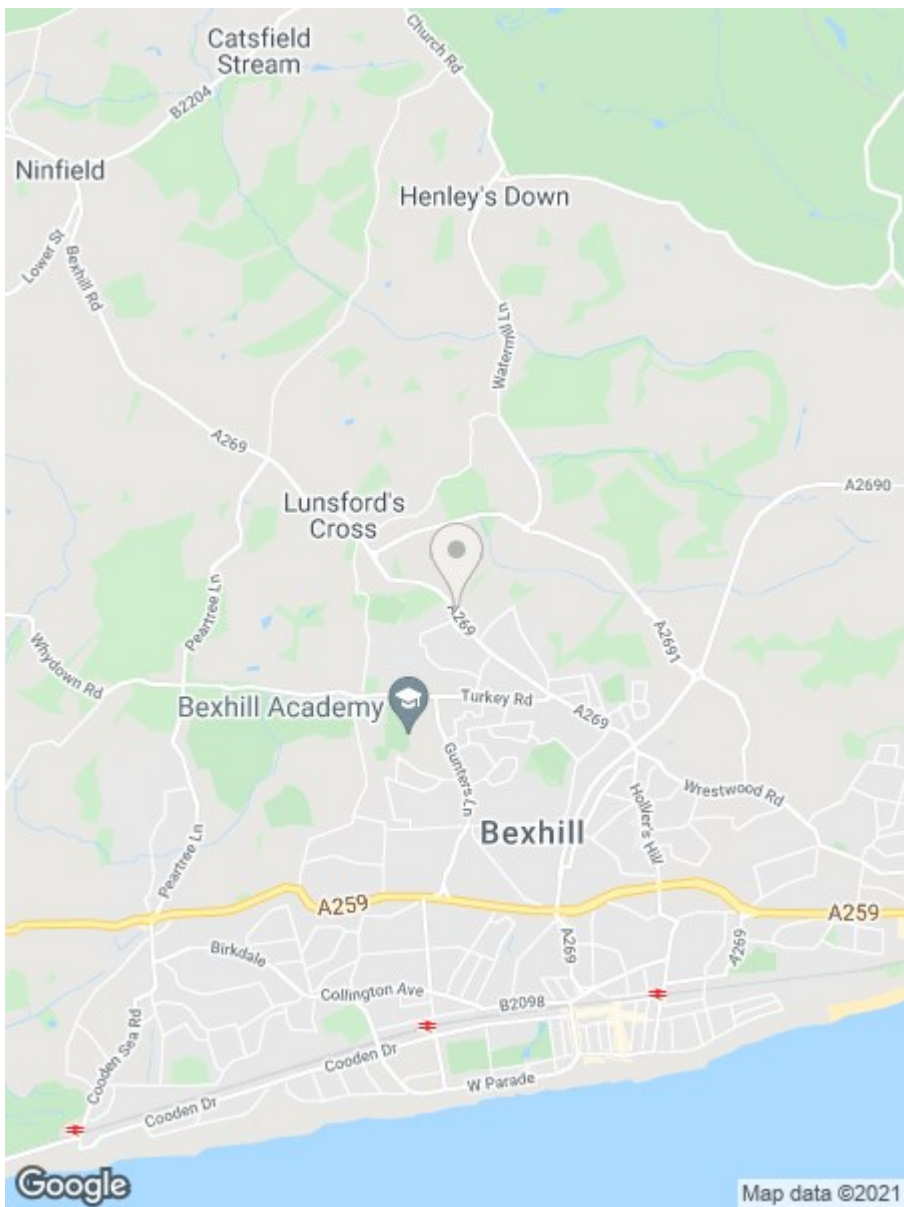 Catsfield
Stream
Church Rd
B2204
Ninfield
Henley's Down
Lower St
Bexhill Rd
Watermill Ln
A269
A2690
Lunsford's
Cross
A269
Peartree Ln
A2691
Whydown Rd
Bexhill Academy
Turkey Rd
A269
Gunters Ln
Wrestwood Rd
Holliver's Hill
Bexhill
Peartree Ln
A259
A259
Birkdale
A269
A269
Collington Ave
B2098
Cooden Sea Rd
Cooden Dr
W Parade
Cooden Dr
Google
Map data ©2021